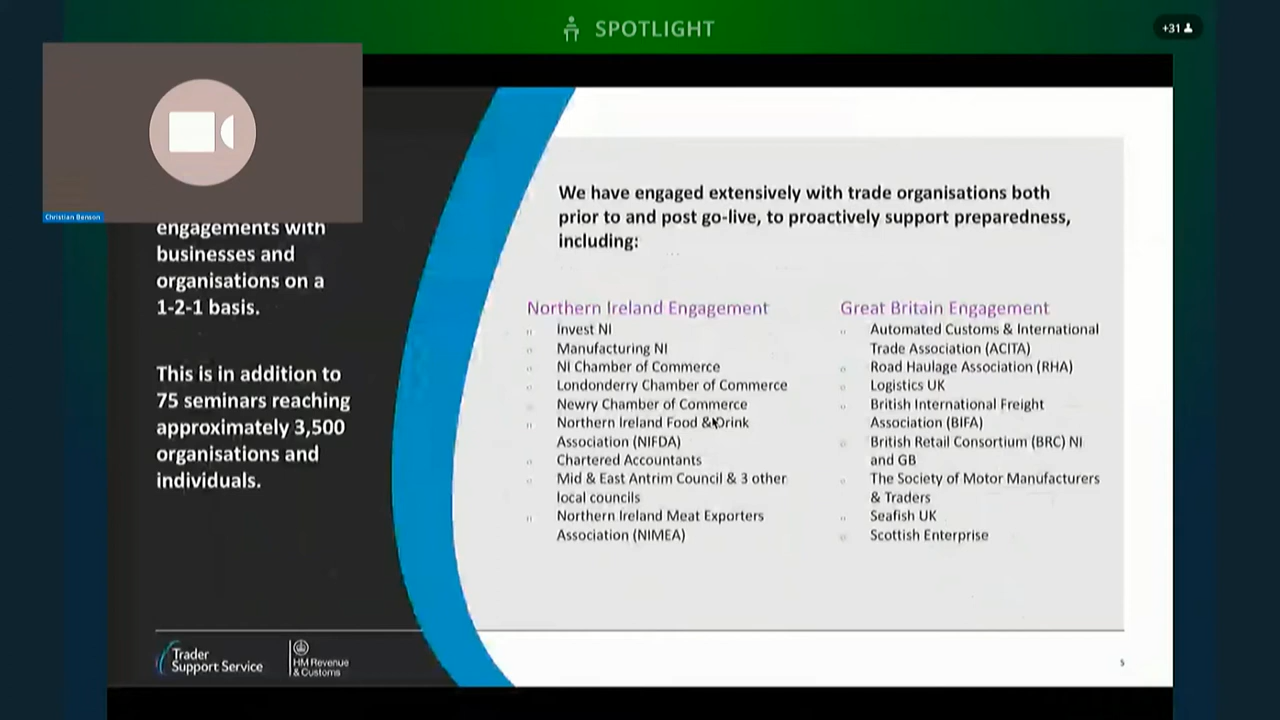 SPOTLIGHT
+31
Christian Benson
engagements with
businesses and
organisations on a
1-2-1 basis.
This is in addition to
75 seminars reaching
approximately 3,500
organisations and
individuals.
We have engaged extensively with trade organisations both
prior to and post go-live, to proactively support preparedness,
including:
Northern Ireland Engagement
Invest NI
Manufacturing NI
NI Chamber of Commerce
Londonderry Chamber of Commerce
Newry Chamber of Commerce
Northern Ireland Food & Drink
Association (NIFDA)
Chartered Accountants
Mid & East Antrim Council & 3 other
local councils
Northern Ireland Meat Exporters
Association (NIMEA)
Great Britain Engagement
Automated Customs & International
Trade Association (ACITA)
Road Haulage Association (RHA)
Logistics UK
British International Freight
Association (BIFA)
British Retail Consortium (BRC) NI
and GB
The Society of Motor Manufacturers
& Traders
Seafish UK
Scottish Enterprise
Trader
Support Service
HM Revenue
& Customs
5